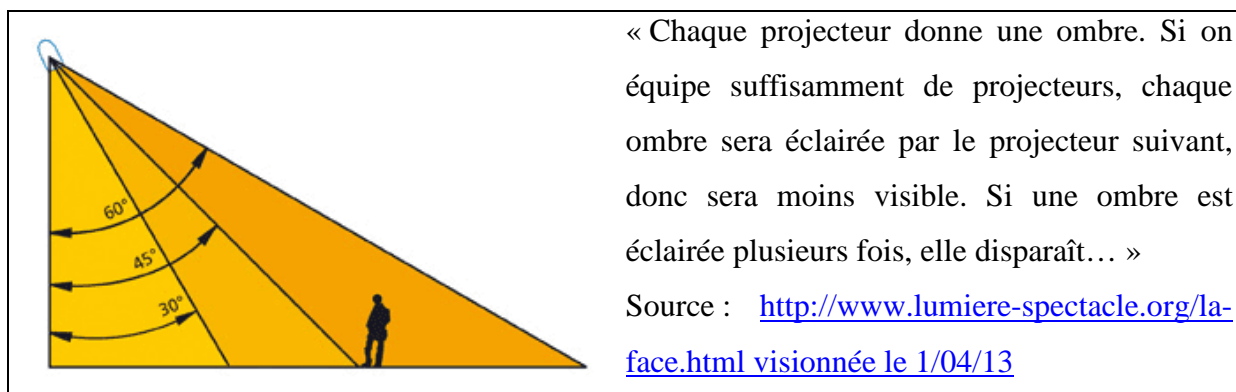 « Chaque projecteur donne une ombre. Si on
équipe suffisamment de projecteurs, chaque
ombre sera éclairée par le projecteur suivant,
donc sera moins visible. Si une ombre est
éclairée plusieurs fois, elle disparaît… »
Source : http://www.lumiere-spectacle.org/la-
face.html visionnée le 1/04/13
60°
45°
30°